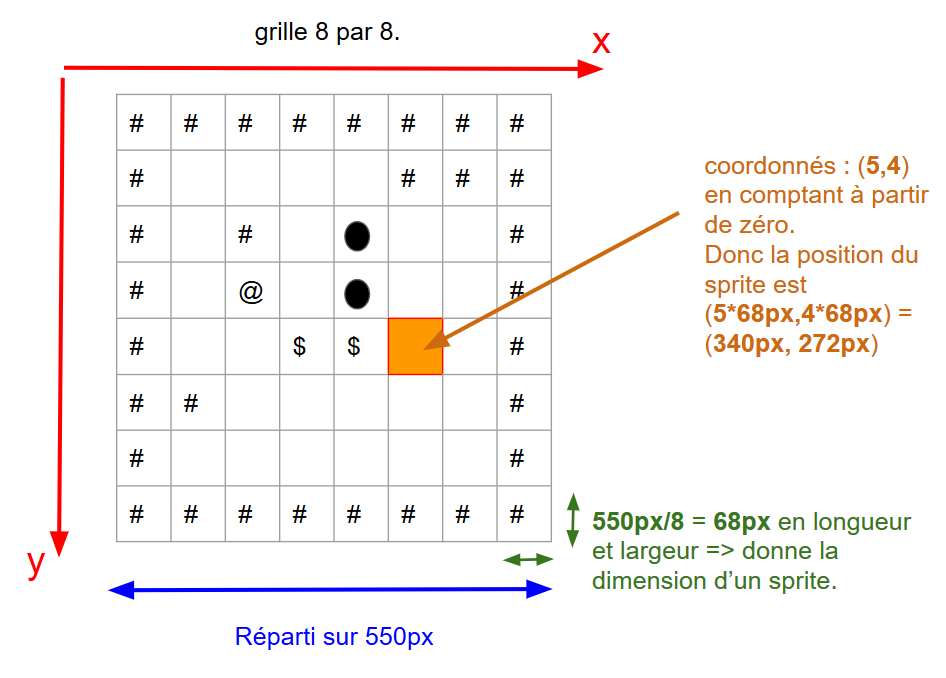 grille 8 par 8.
x
# # # # # # # #
# # # #
# # #
# @ #
# $ $ #
# # #
# #
# # # # # # # #
y
coordonnés : (5,4)
en comptant à partir
de zéro.
Donc la position du
sprite est
(5*68px,4*68px) =
(340px, 272px)
550px/8 = 68px en longueur
et largeur => donne la
dimension d’un sprite.
Réparti sur 550px